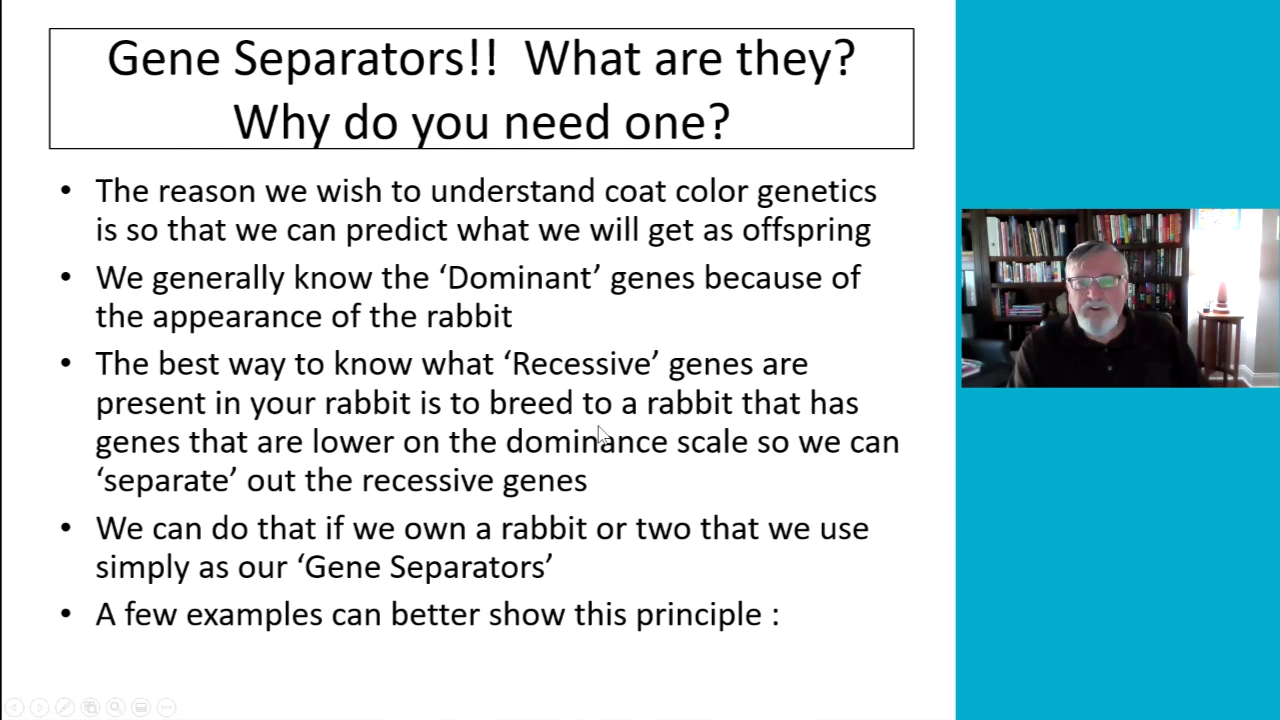 Gene Separators!! What are they?
Why do you need one?
• The reason we wish to understand coat color genetics
is so that we can predict what we will get as offspring
• We generally know the ‘Dominant’ genes because of
the appearance of the rabbit
• The best way to know what ‘Recessive’ genes are
present in your rabbit is to breed to a rabbit that has
genes that are lower on the dominance scale so we can
‘separate’ out the recessive genes
• We can do that if we own a rabbit or two that we use
simply as our ‘Gene Separators’
• A few examples can better show this principle :